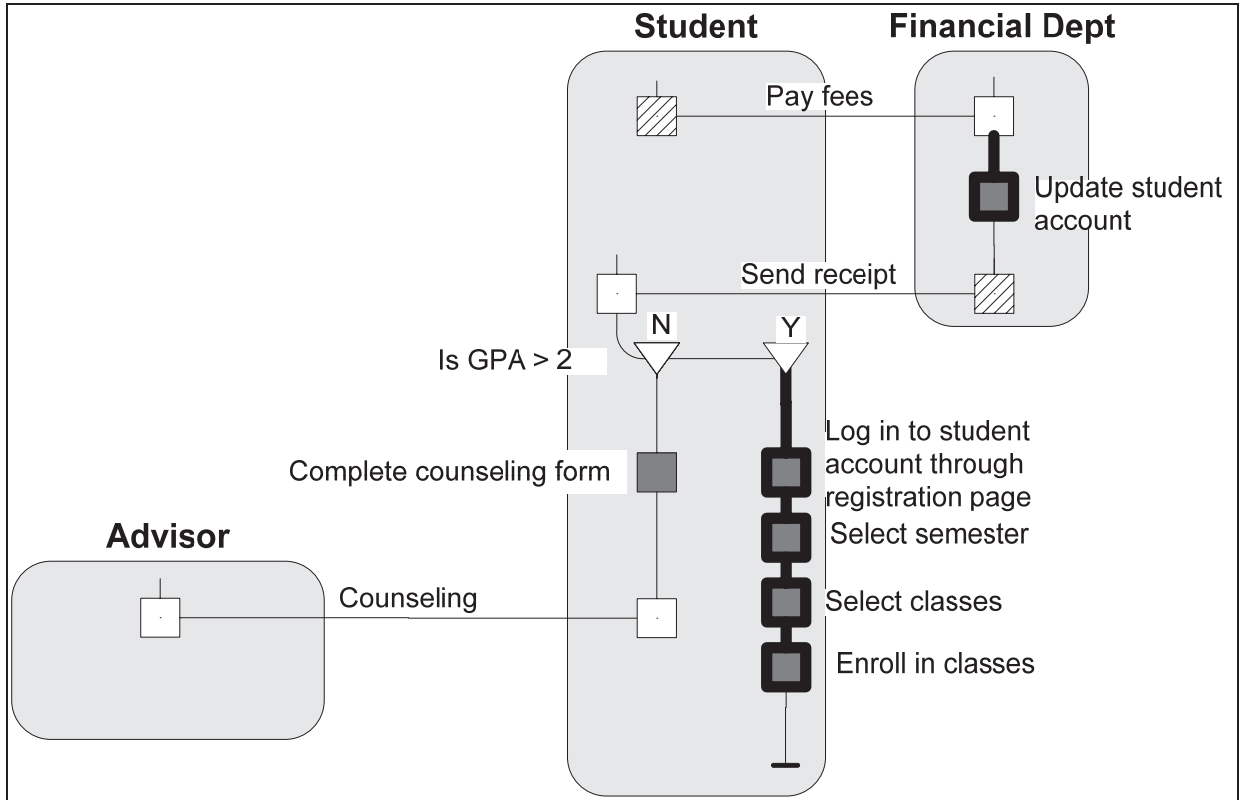 Student
Financial Dept
Pay fees
Update student
account
Send receipt
N
Y
Is GPA > 2
Log in to student
account through
registration page
Complete counseling form
Select semester
Advisor
Counseling
Select classes
Enroll in classes